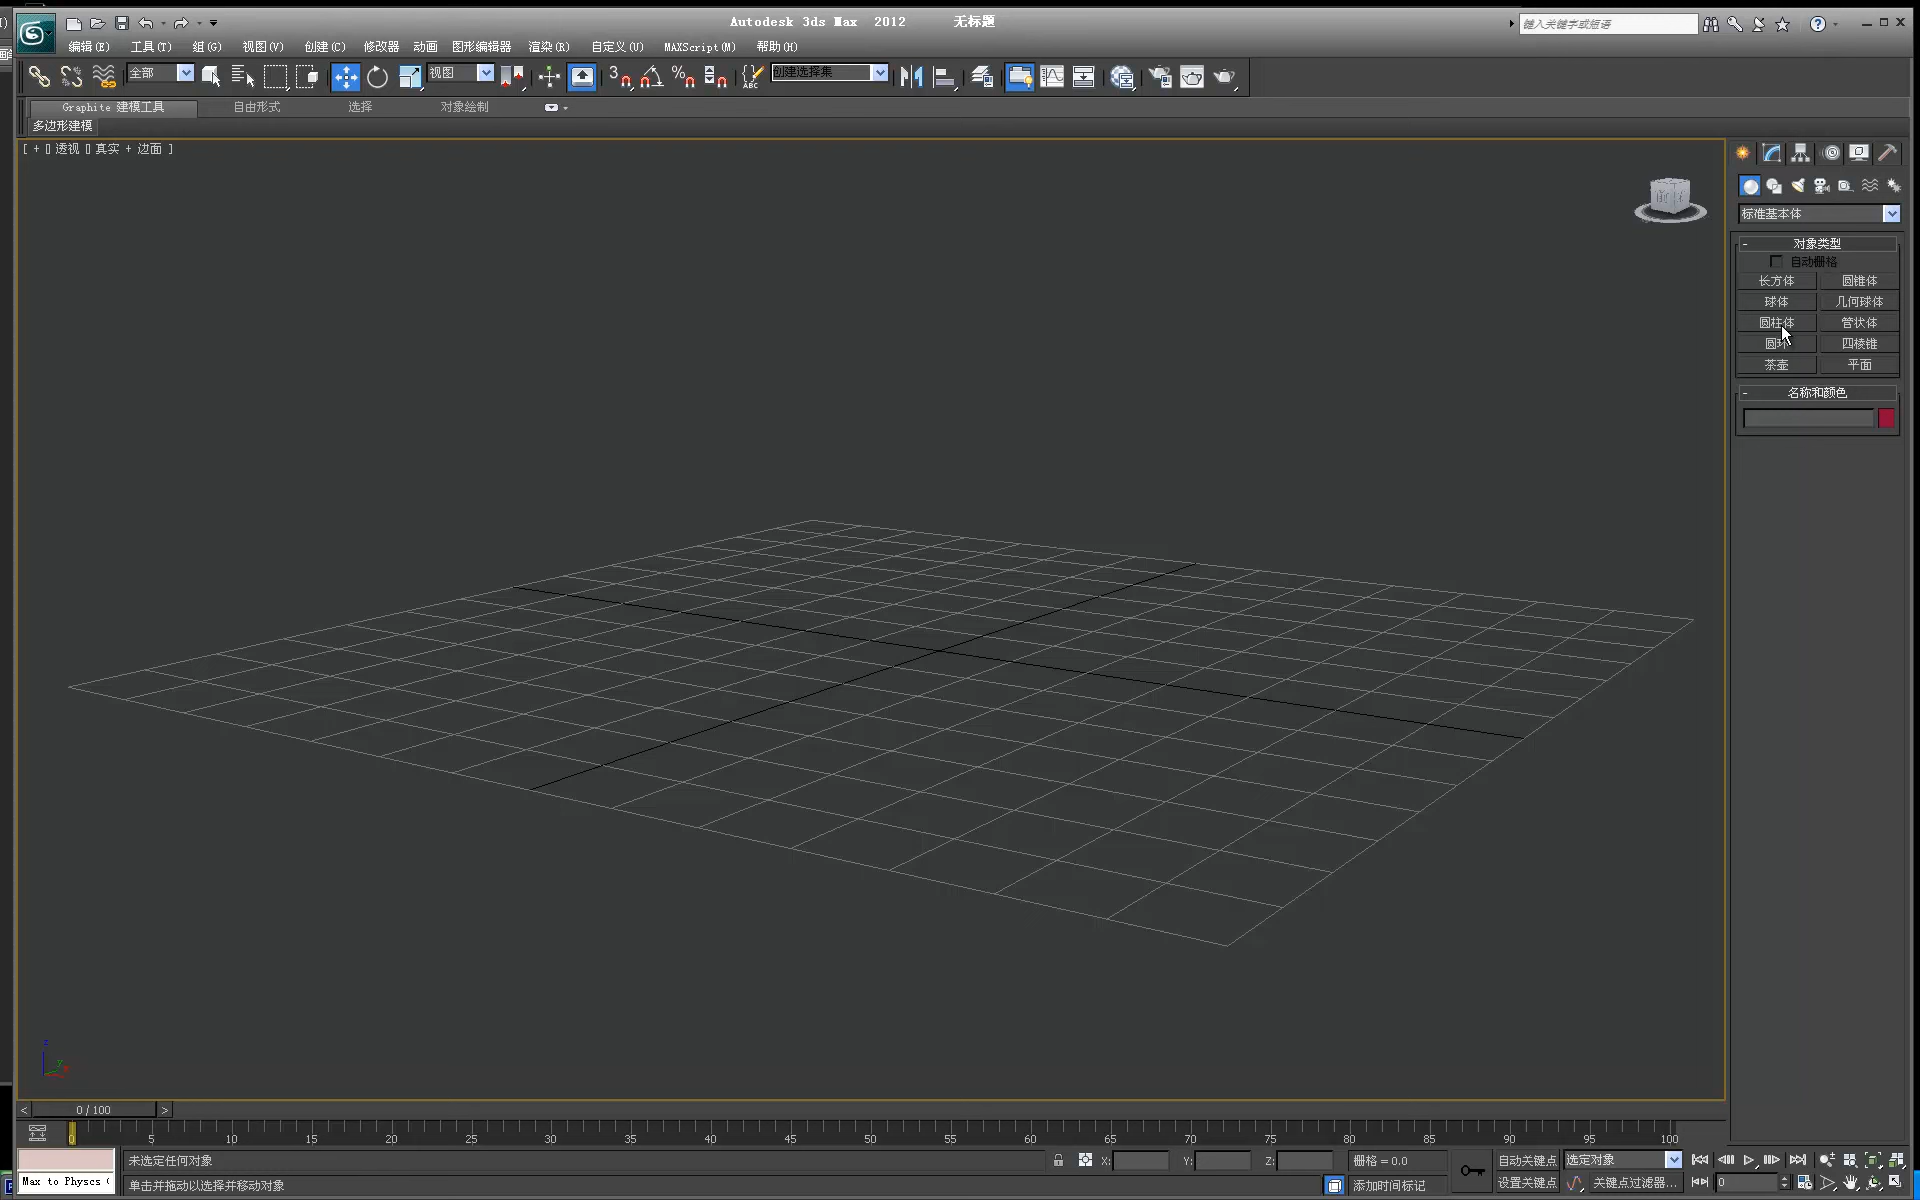 Autodesk 3ds Max 2012 无标题
键入关键字或短语
编辑(E) 工具(T) 组(G) 视图(V) 创建(C) 修改器 动画 图形编辑器 渲染(R) 自定义(U) MAXScript(M) 帮助(H)
全部 视图 创建选择集
Graphite 建模工具 自由形式 选择 对象绘制
多边形建模
[ + ] 透视 ] 真实 + 边面 ]
标准基本体
- 对象类型
自动栅格
长方体 圆锥体
球体 几何球体
圆柱体 管状体
圆环 四棱锥
茶壶 平面
- 名称和颜色
z
y
x
< 0 / 100 >
0 5 10 15 20 25 30 35 40 45 50 55 60 65 70 75 80 85 90 95 100
未选定任何对象 X: Y: Z: 栅格 = 0.0 自动关键点 选定对象
Max to Physcs ( 单击并拖动以选择并移动对象 添加时间标记 设置关键点 关键点过滤器... 0